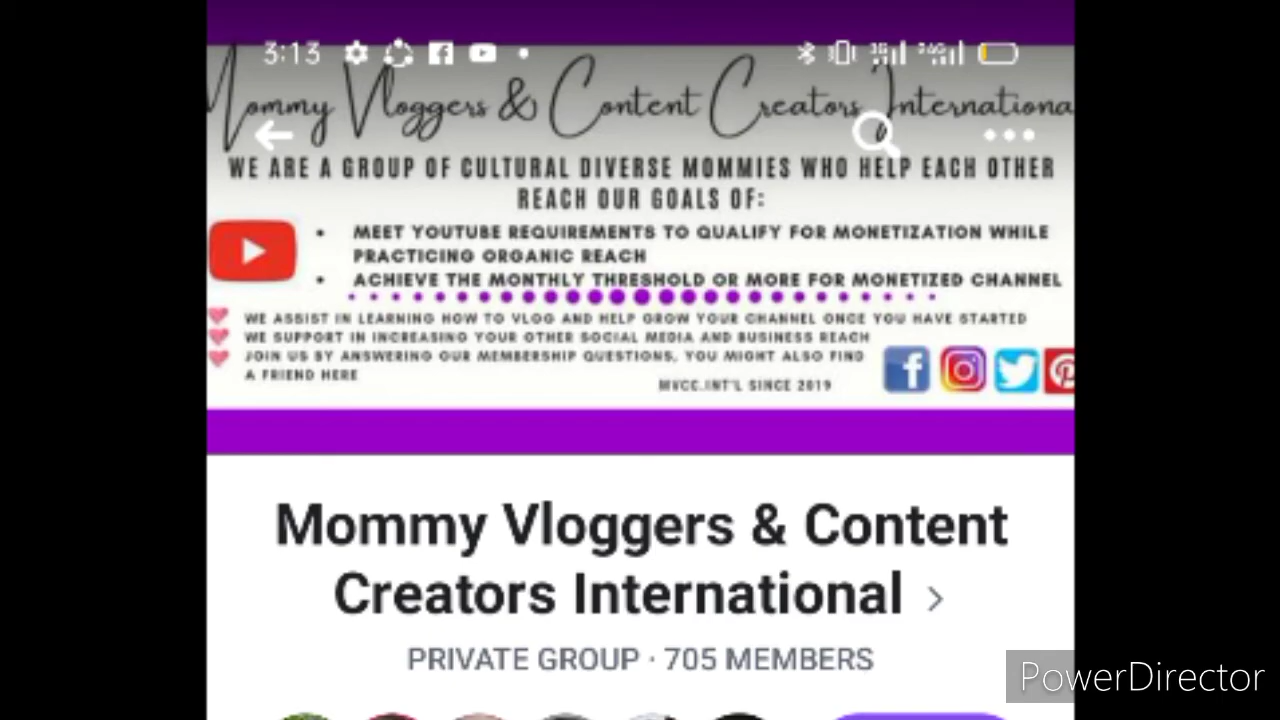 3:13
Mommy Vloggers & Content Creators Internationa
WE ARE A GROUP OF CULTURAL DIVERSE MOMMIES WHO HELP EACH OTHER
REACH OUR GOALS OF:
• MEET YOUTUBE REQUIREMENTS TO QUALIFY FOR MONETIZATION WHILE
PRACTICING ORGANIC REACH
• ACHIEVE THE MONTHLY THRESHOLD OR MORE FOR MONETIZED CHANNEL
WE ASSIST IN LEARNING HOW TO VLOG AND HELP GROW YOUR CHANNEL ONCE YOU HAVE STARTED
WE SUPPORT IN INCREASING YOUR OTHER SOCIAL MEDIA AND BUSINESS REACH
JOIN US BY ANSWERING OUR MEMBERSHIP QUESTIONS, YOU MIGHT ALSO FIND
A FRIEND HERE
MVCC.INT'L SINCE 2019
Mommy Vloggers & Content
Creators International >
PRIVATE GROUP · 705 MEMBERS
PowerDirector